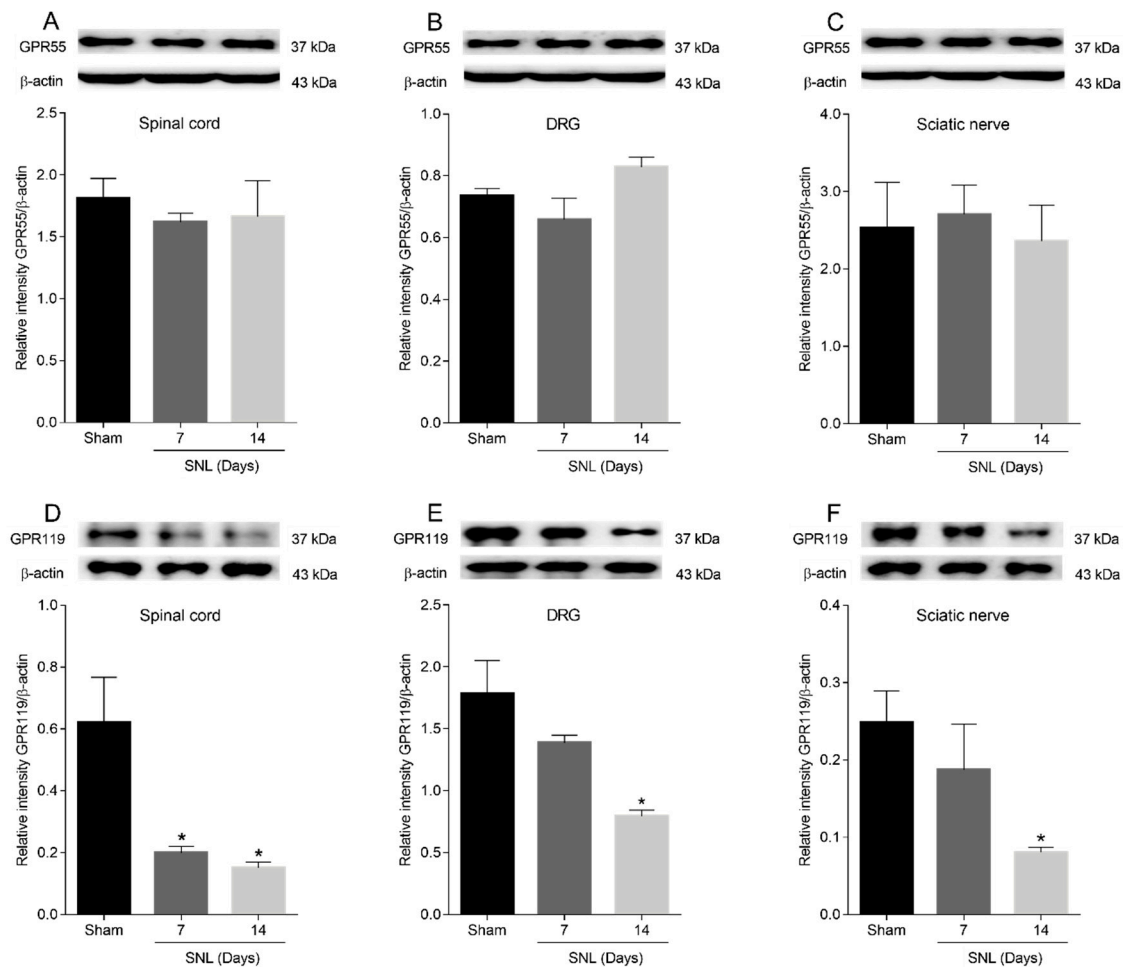 A
GPR55
37 kDa
β-actin
43 kDa
Spinal cord
Relative intensity GPR55/β-actin
2.5
2.0
1.5
1.0
0.5
0.0
Sham
7
14
SNL (Days)
B
GPR55
37 kDa
β-actin
43 kDa
DRG
Relative intensity GPR55/β-actin
1.0
0.8
0.6
0.4
0.2
0.0
Sham
7
14
SNL (Days)
C
GPR55
37 kDa
β-actin
43 kDa
Sciatic nerve
Relative intensity GPR55/β-actin
4.0
3.0
2.0
1.0
0.0
Sham
7
14
SNL (Days)
D
GPR119
37 kDa
β-actin
43 kDa
Spinal cord
Relative intensity GPR119/β-actin
1.0
0.8
0.6
0.4
0.2
0.0
*
*
Sham
7
14
SNL (Days)
E
GPR119
37 kDa
β-actin
43 kDa
DRG
Relative intensity GPR119/β-actin
2.5
2.0
1.5
1.0
0.5
0.0
*
Sham
7
14
SNL (Days)
F
GPR119
37 kDa
β-actin
43 kDa
Sciatic nerve
Relative intensity GPR119/β-actin
0.4
0.3
0.2
0.1
0.0
*
Sham
7
14
SNL (Days)